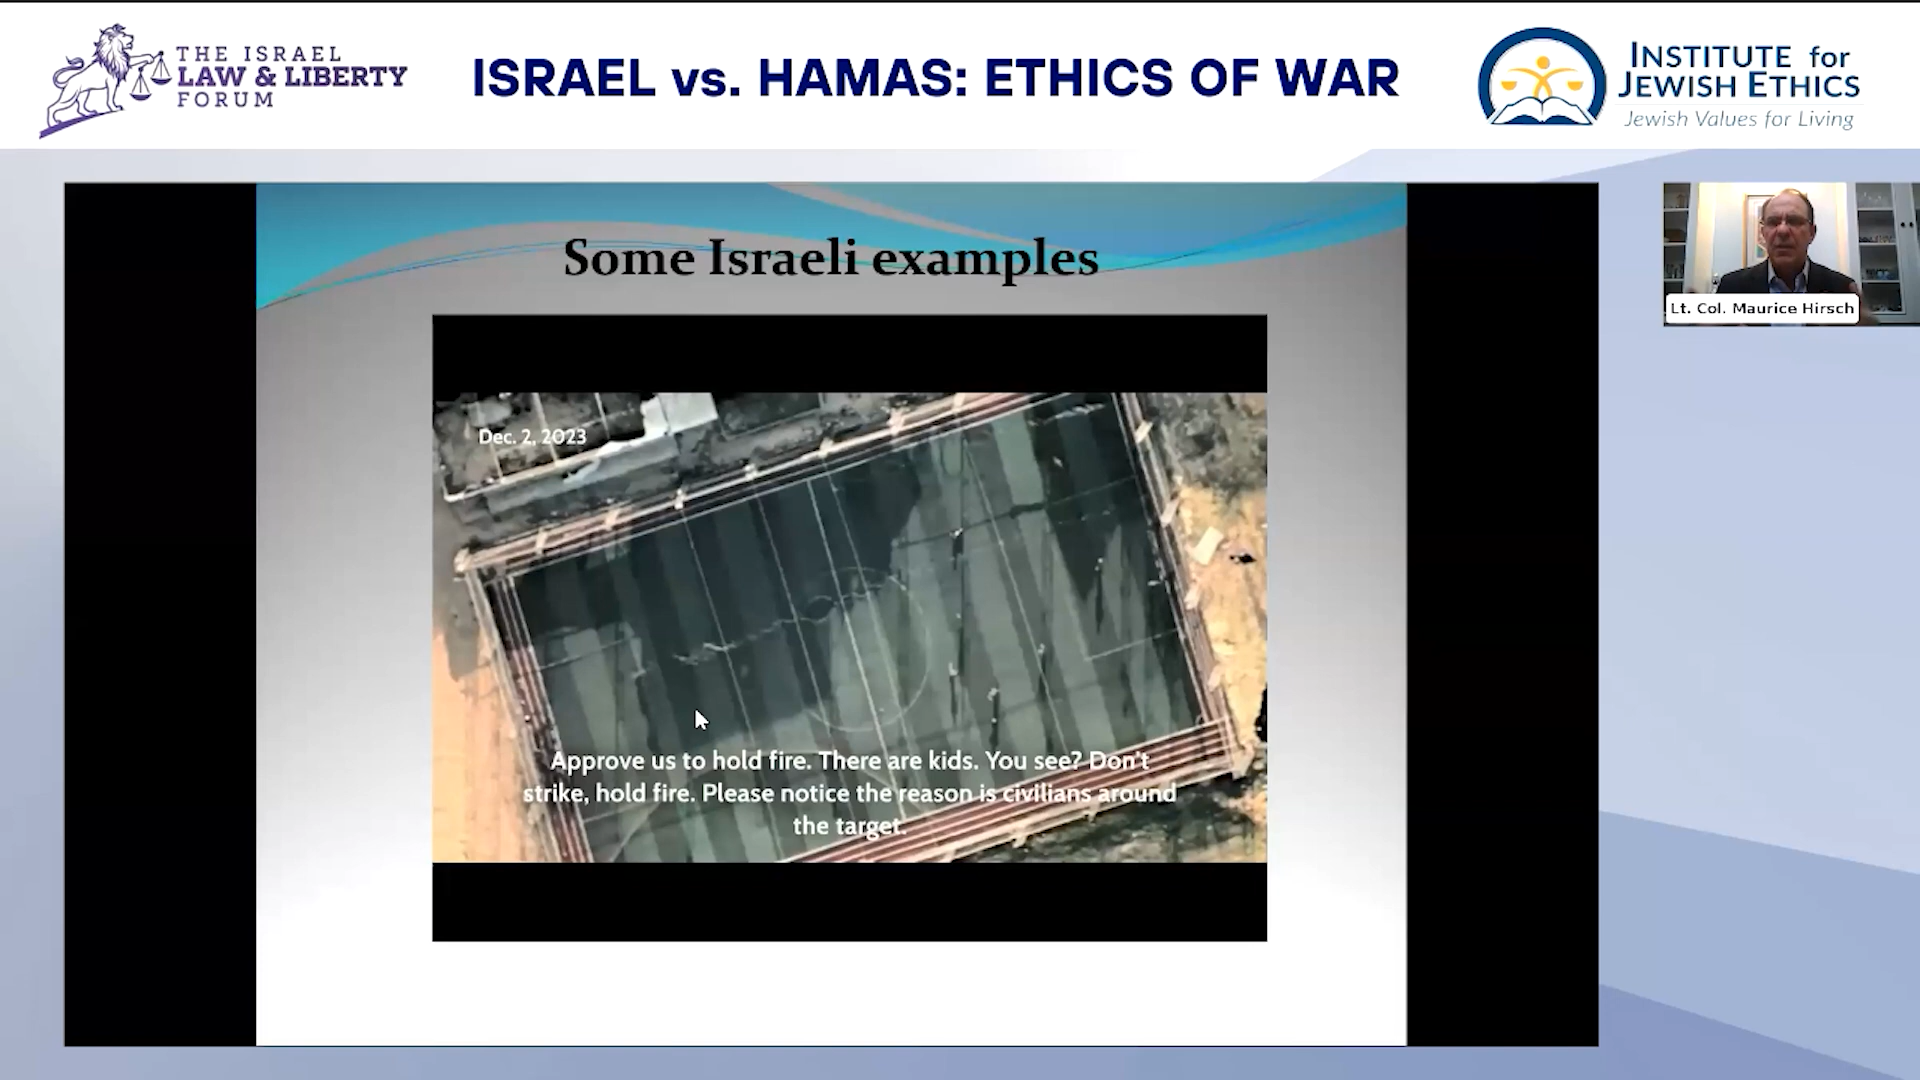 THE ISRAEL
LAW & LIBERTY
FORUM
ISRAEL vs. HAMAS: ETHICS OF WAR
INSTITUTE for
JEWISH ETHICS
Jewish Values for Living
Some Israeli examples
Lt. Col. Maurice Hirsch
Dec. 2, 2023
Approve us to hold fire. There are kids. You see? Don't
strike, hold fire. Please notice the reason is civilians around
the target.